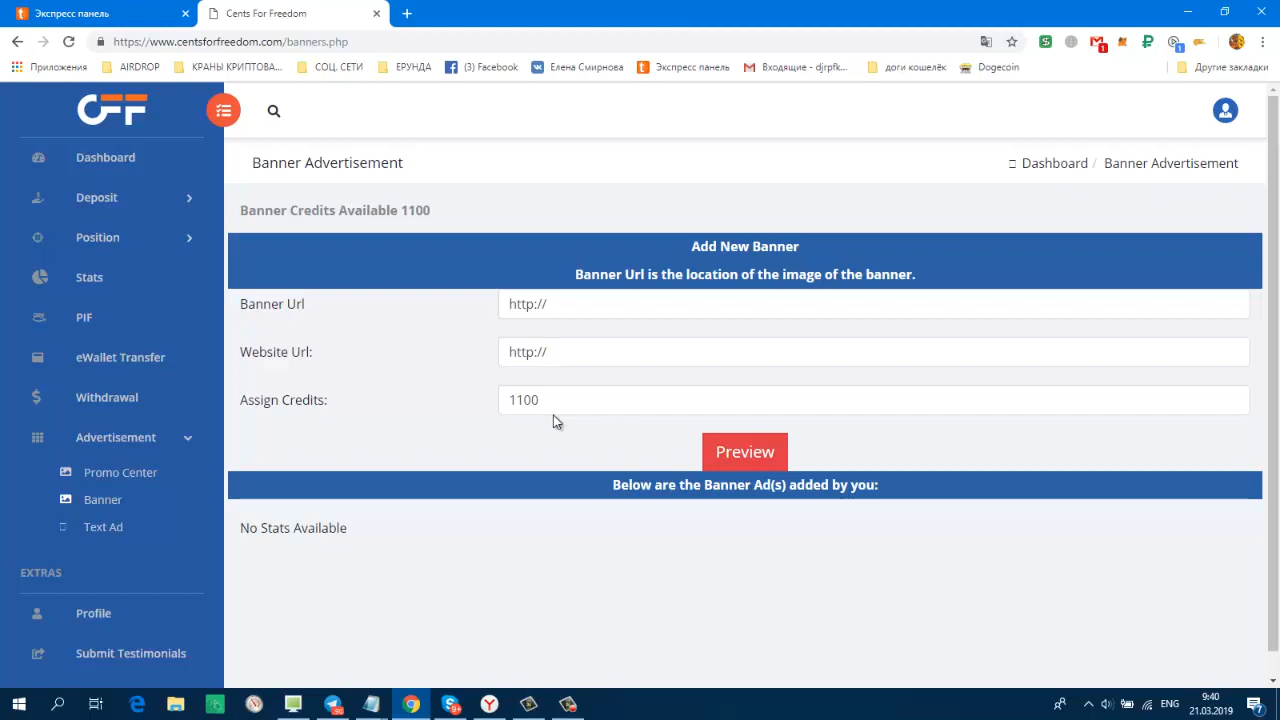 Экспресс панель
Cents For Freedom
https://www.centsforfreedom.com/banners.php
Приложения
AIRDROP
КРАНЫ КРИПТОВА...
СОЦ. СЕТИ
ЕРУНДА
(3) Facebook
Елена Смирнова
Экспресс панель
Входящие - djrpfk...
доги кошелёк
Dogecoin
Другие закладки
CFF
Dashboard
Deposit
Position
Stats
PIF
eWallet Transfer
Withdrawal
Advertisement
Promo Center
Banner
Text Ad
EXTRAS
Profile
Submit Testimonials
Banner Advertisement
Dashboard / Banner Advertisement
Banner Credits Available 1100
Add New Banner
Banner Url is the location of the image of the banner.
Banner Url
http://
Website Url:
http://
Assign Credits:
1100
Preview
Below are the Banner Ad(s) added by you:
No Stats Available
ENG
9:40
21.03.2019